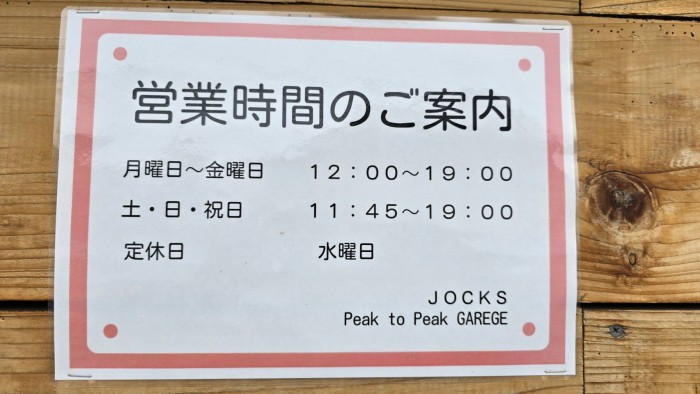 営業時間のご案内
月曜日～金曜日 １２：００～１９：００
土・日・祝日 １１：４５～１９：００
定休日 水曜日
ＪＯＣＫＳ
Peak to Peak GAREGE